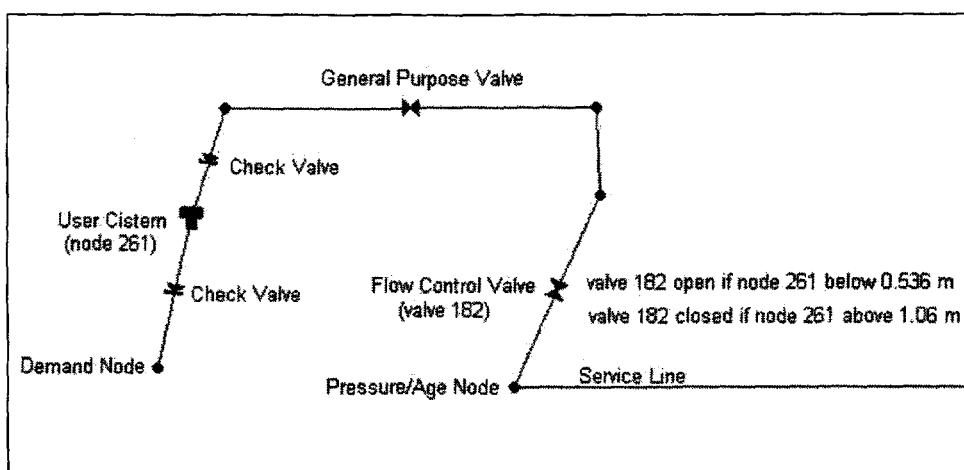 General Purpose Valve
Check Valve
User Cistern
(node 261)
Check Valve
Flow Control Valve
(valve 182)
valve 182 open if node 261 below 0.536 m
valve 182 closed if node 261 above 1.06 m
Demand Node
Pressure/Age Node
Service Line